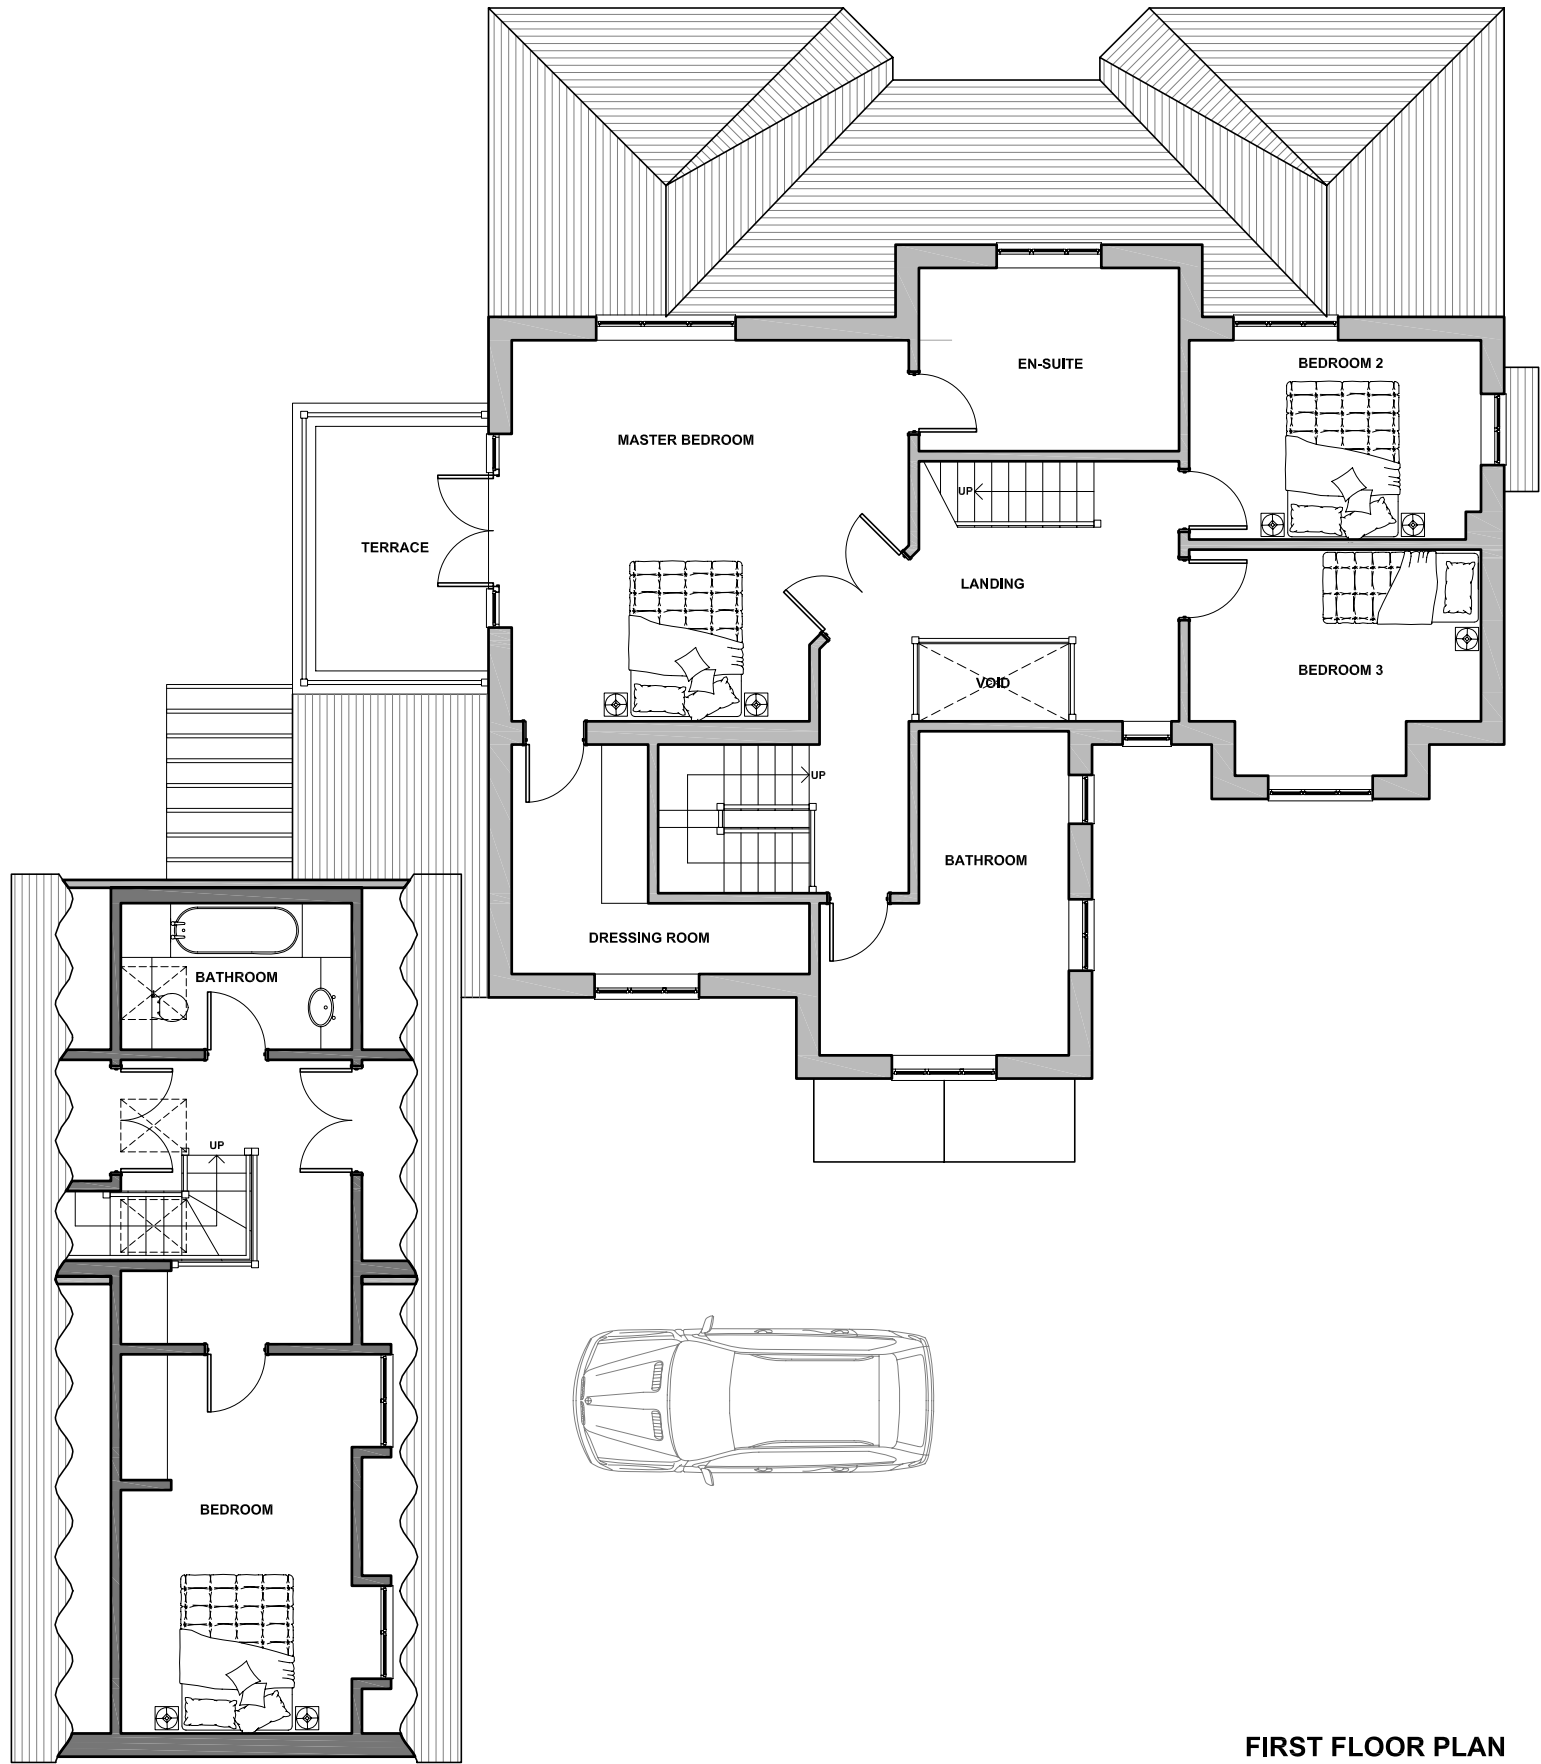 EN-SUITE
BEDROOM 2
MASTER BEDROOM
UP
TERRACE
LANDING
BEDROOM 3
VOID
UP
BATHROOM
DRESSING ROOM
BATHROOM
UP
BEDROOM
FIRST FLOOR PLAN